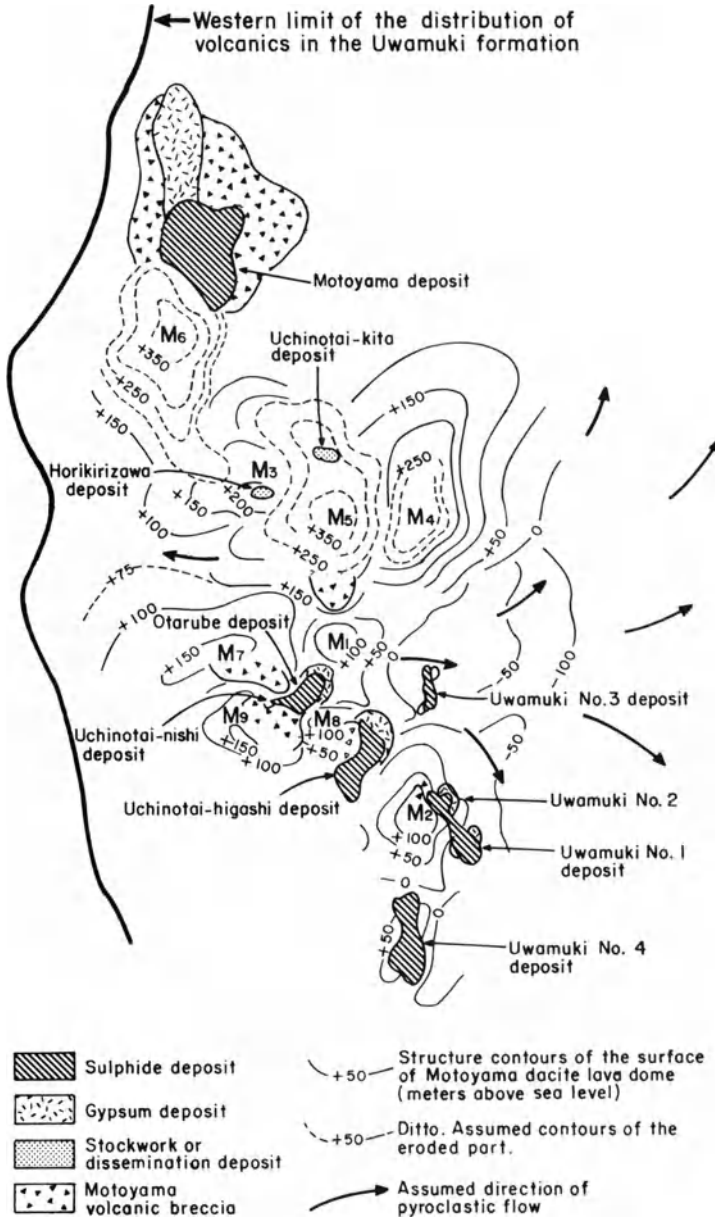 Western limit of the distribution of
volcanics in the Uwamuki formation
Motoyama deposit
M6
+350
+250
+150
Uchinotai-kita
deposit
+150
+250
Horikirizawa
deposit
M3
+200
+150
+100
M5
+350
+250
M4
+50
0
+75
+150
+100
Otarube deposit
M1
+100
+50
0
-50
-100
+150
M7
Uwamuki No. 3 deposit
Uchinotai-nishi
deposit
M9
+150
+100
M8
+100
+50
-50
Uchinotai-higashi deposit
M2
+100
+50
Uwamuki No. 2
Uwamuki No. 1
deposit
0
0
+50
Uwamuki No. 4
deposit
Sulphide deposit
Gypsum deposit
Stockwork or
dissemination deposit
Motoyama
volcanic breccia
+50
Structure contours of the surface
of Motoyama dacite lava dome
(meters above sea level)
+50
Ditto. Assumed contours of the
eroded part.
Assumed direction of
pyroclastic flow